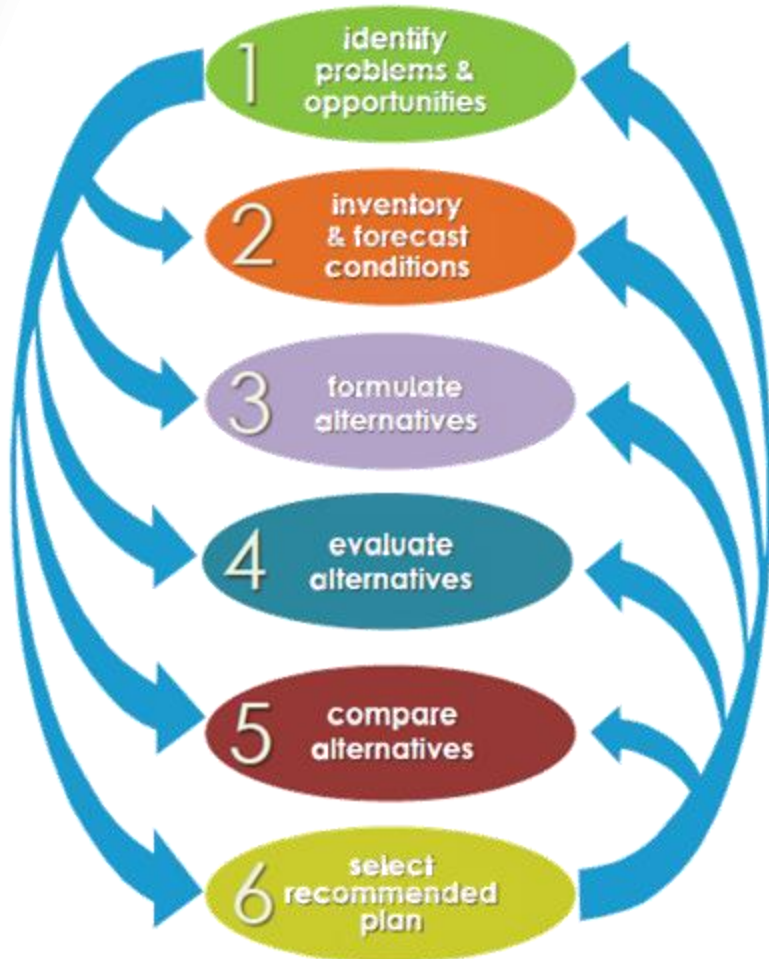 1
identify
problems &
opportunities
2
inventory
& forecast
conditions
3
formulate
alternatives
4
evaluate
alternatives
5
compare
alternatives
6
select
recommended
plan